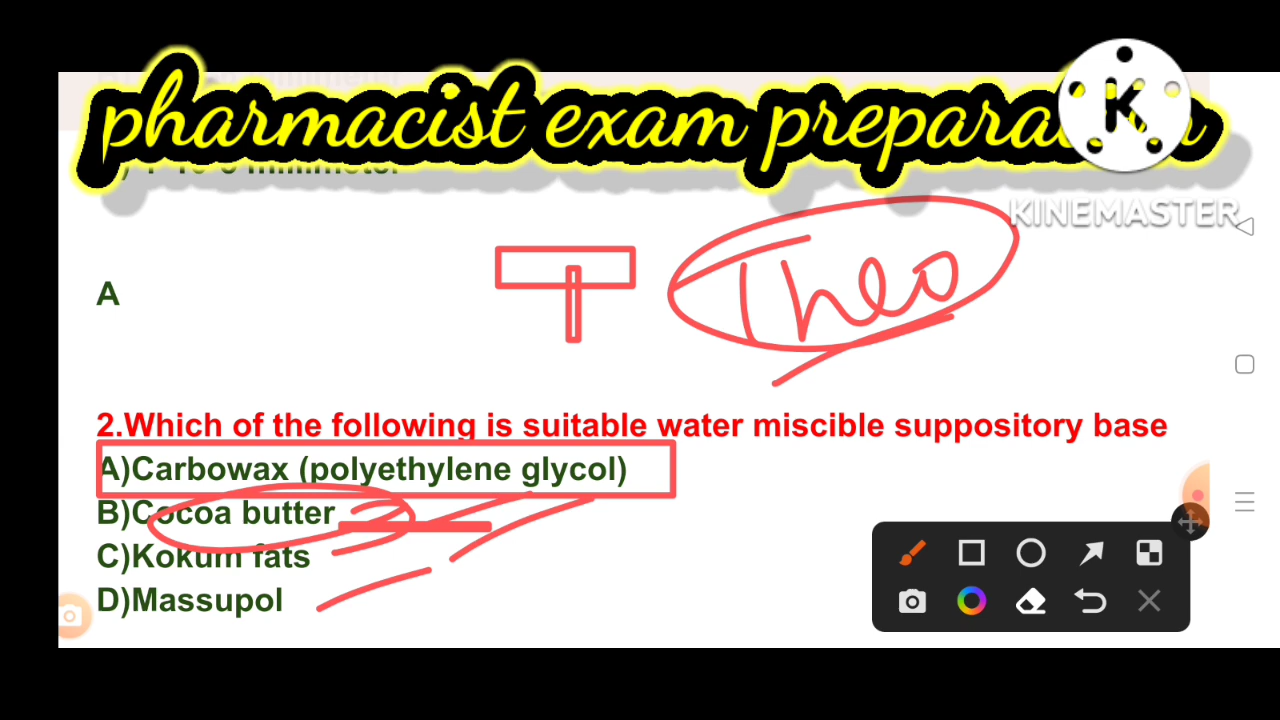 pharmacist exam prepara
K
KINEMASTER
A
Theo
2.Which of the following is suitable water miscible suppository base
A)Carbowax (polyethylene glycol)
B)Cocoa butter
C)Kokum fats
D)Massupol